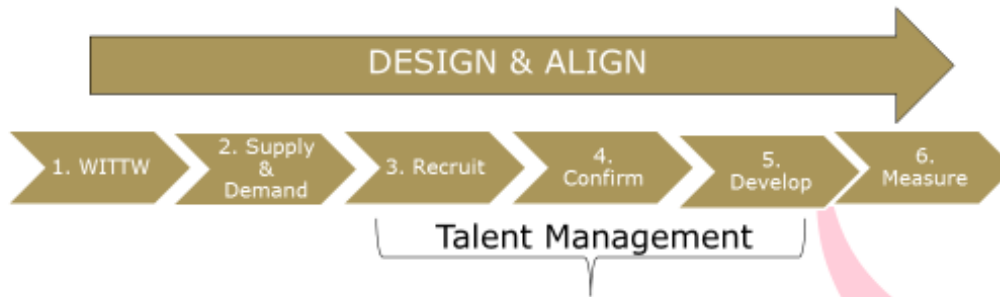 DESIGN & ALIGN
1. WITTW
2. Supply
&
Demand
3. Recruit
4.
Confirm
5.
Develop
6.
Measure
Talent Management